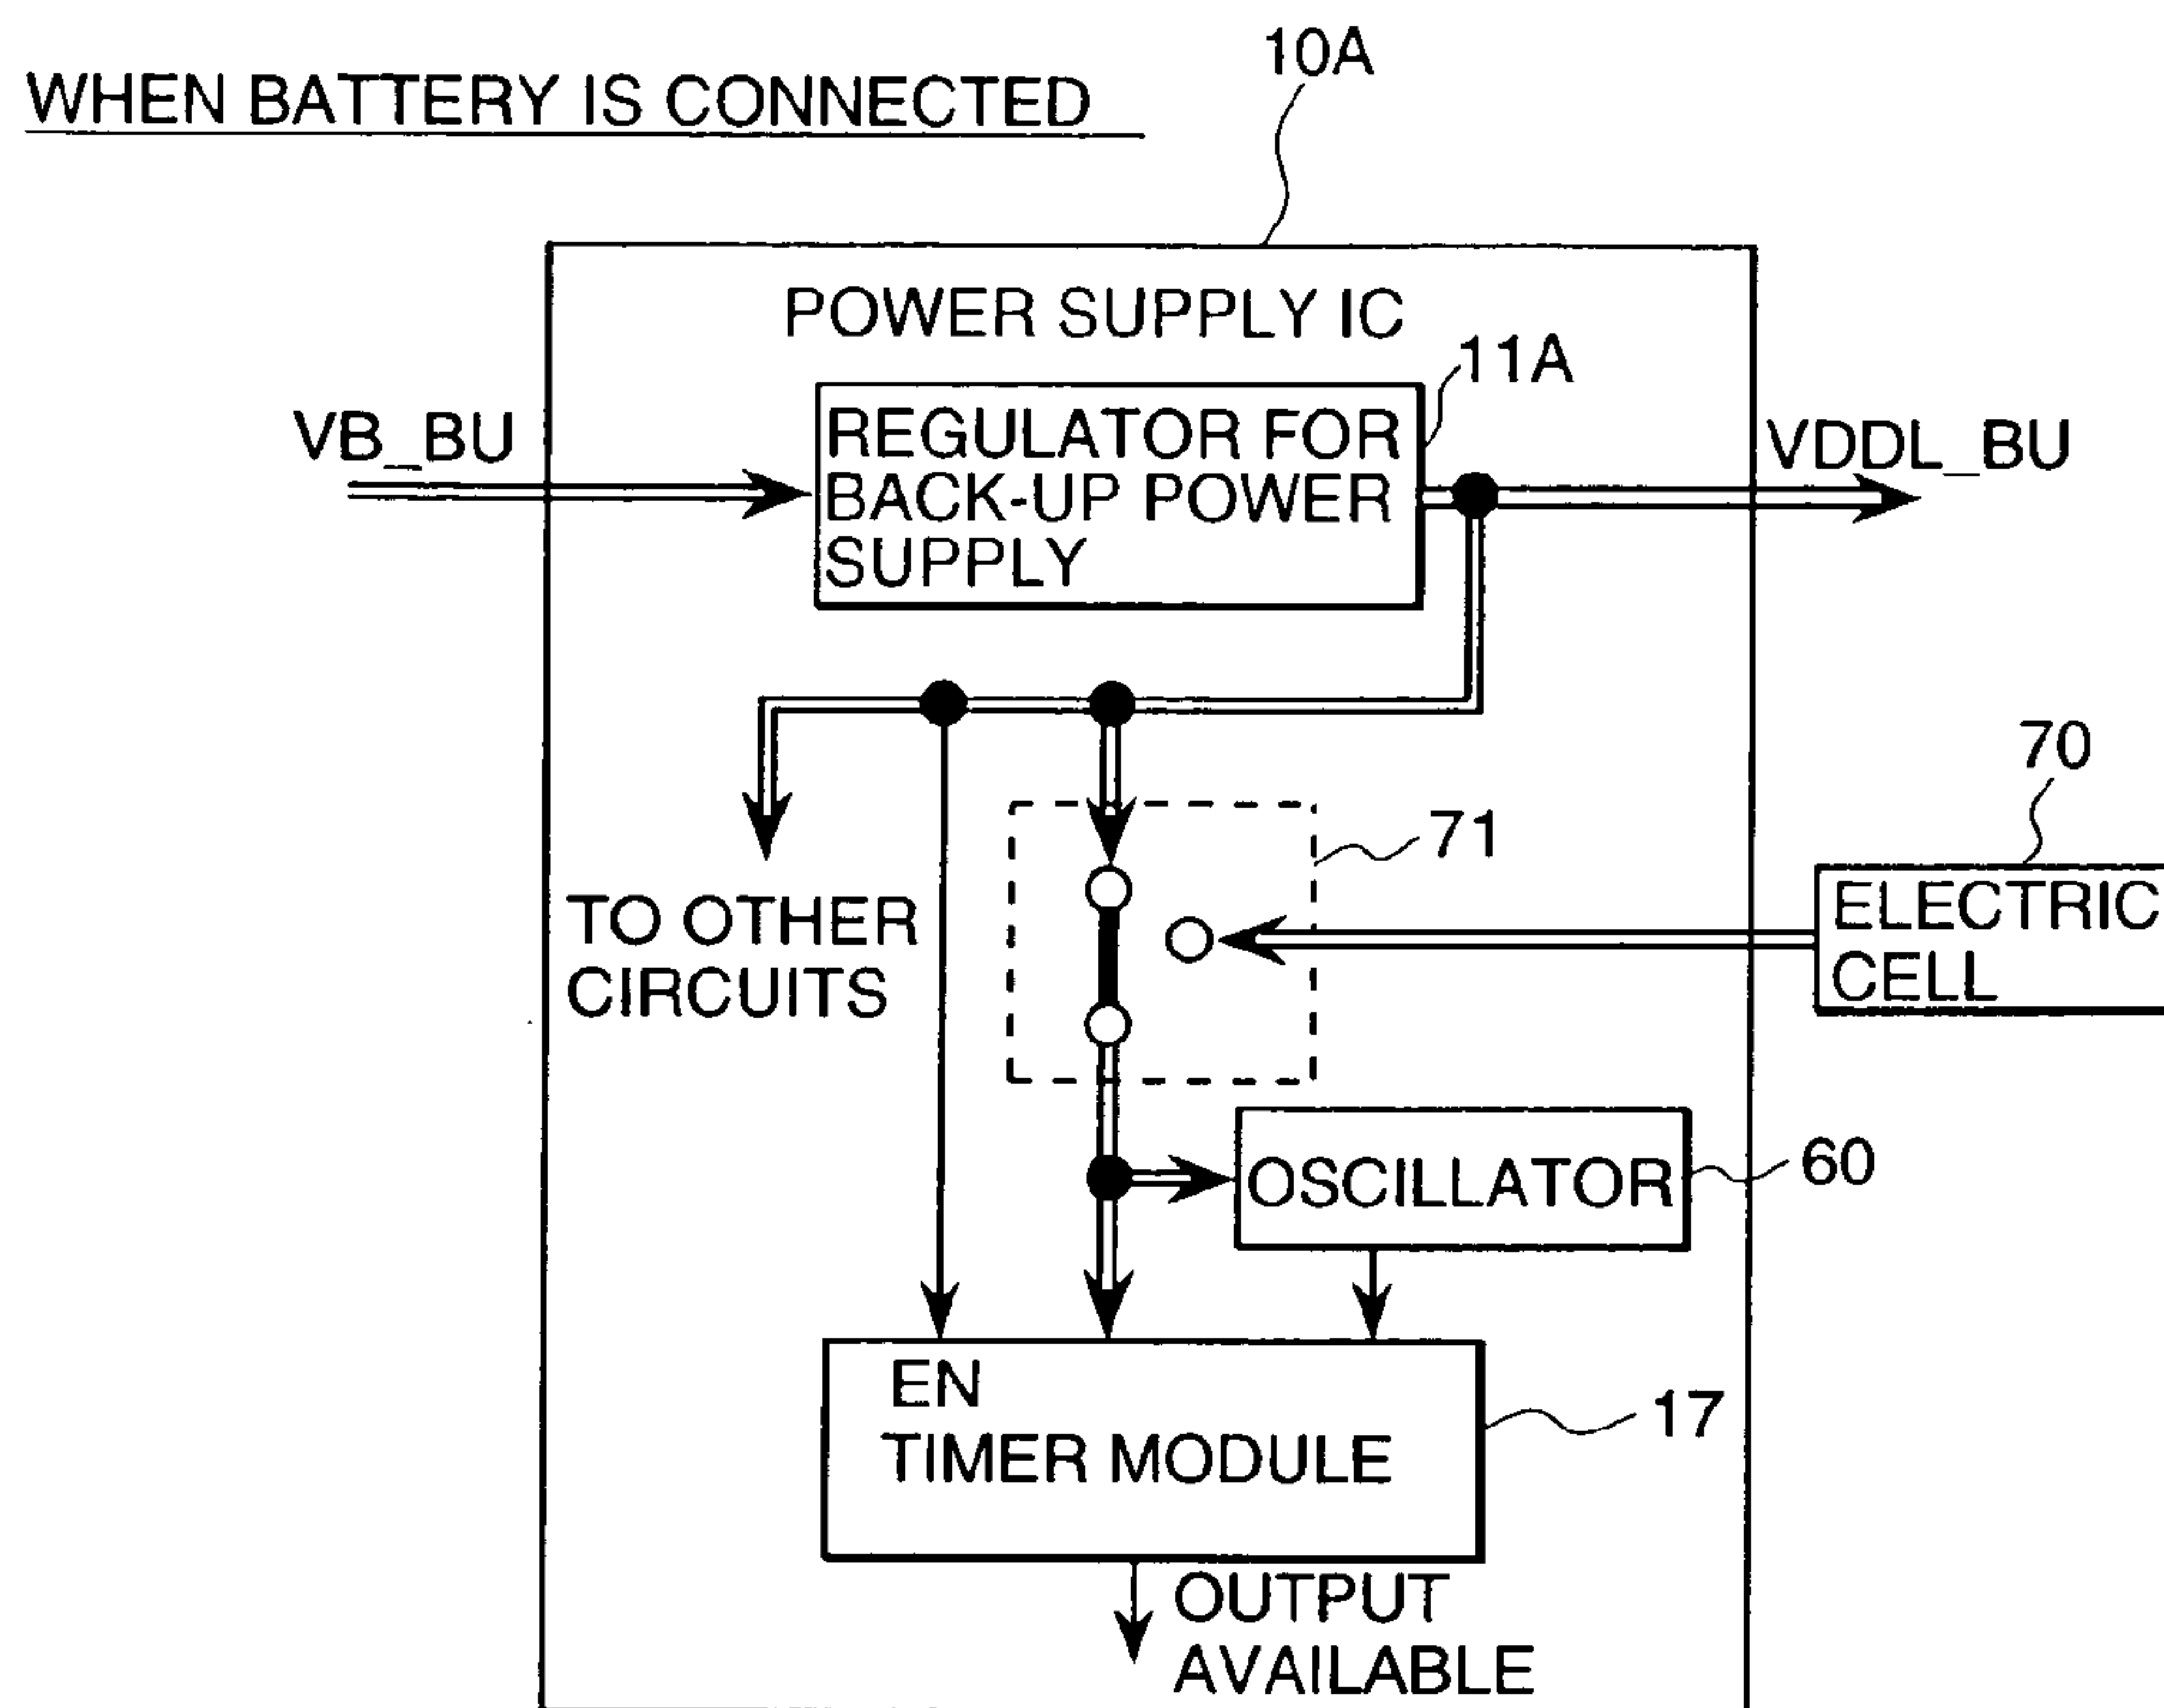 10A
WHEN BATTERY IS CONNECTED
POWER SUPPLY IC
11A
VB_BU
REGULATOR FOR
BACK-UP POWER
SUPPLY
VDDL_BU
70
71
ELECTRIC
CELL
TO OTHER
CIRCUITS
OSCILLATOR
60
EN
TIMER MODULE
17
OUTPUT
AVAILABLE